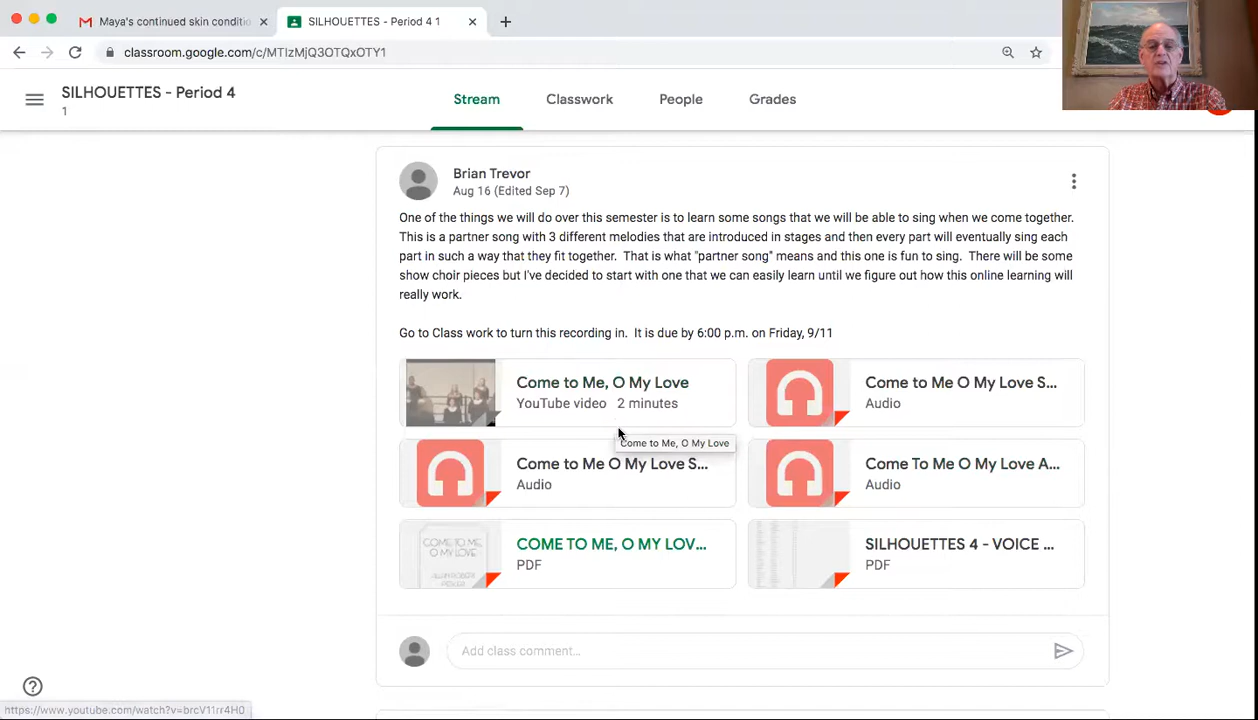 Maya's continued skin conditio
SILHOUETTES - Period 4 1
classroom.google.com/c/MTIzMjQ3OTQxOTY1
SILHOUETTES - Period 4
1
Stream
Classwork
People
Grades
Brian Trevor
Aug 16 (Edited Sep 7)
One of the things we will do over this semester is to learn some songs that we will be able to sing when we come together.
This is a partner song with 3 different melodies that are introduced in stages and then every part will eventually sing each
part in such a way that they fit together. That is what "partner song" means and this one is fun to sing. There will be some
show choir pieces but I've decided to start with one that we can easily learn until we figure out how this online learning will
really work.
Go to Class work to turn this recording in. It is due by 6:00 p.m. on Friday, 9/11
Come to Me, O My Love
YouTube video 2 minutes
Come to Me O My Love S...
Audio
Come to Me, O My Love
Come to Me O My Love S...
Audio
Come To Me O My Love A...
Audio
COME TO ME,
O MY LOVE
COME TO ME, O MY LOV...
PDF
SILHOUETTES 4 - VOICE ...
PDF
Add class comment...
https://www.youtube.com/watch?v=brcV11rr4H0